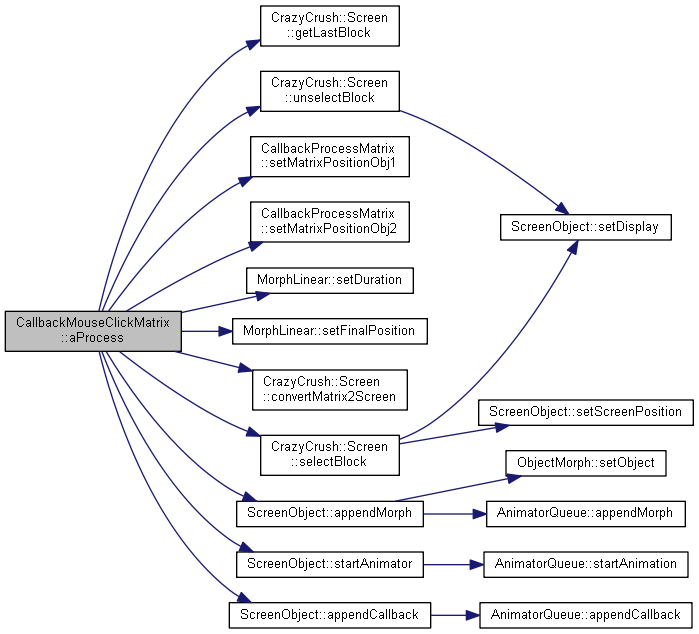 CrazyCrush::Screen
::getLastBlock
CrazyCrush::Screen
::unselectBlock
CallbackProcessMatrix
::setMatrixPositionObj1
CallbackProcessMatrix
::setMatrixPositionObj2
ScreenObject::setDisplay
MorphLinear::setDuration
CallbackMouseClickMatrix
::aProcess
MorphLinear::setFinalPosition
CrazyCrush::Screen
::convertMatrix2Screen
ScreenObject::setScreenPosition
CrazyCrush::Screen
::selectBlock
ObjectMorph::setObject
ScreenObject::appendMorph
AnimatorQueue::appendMorph
ScreenObject::startAnimator
AnimatorQueue::startAnimation
ScreenObject::appendCallback
AnimatorQueue::appendCallback